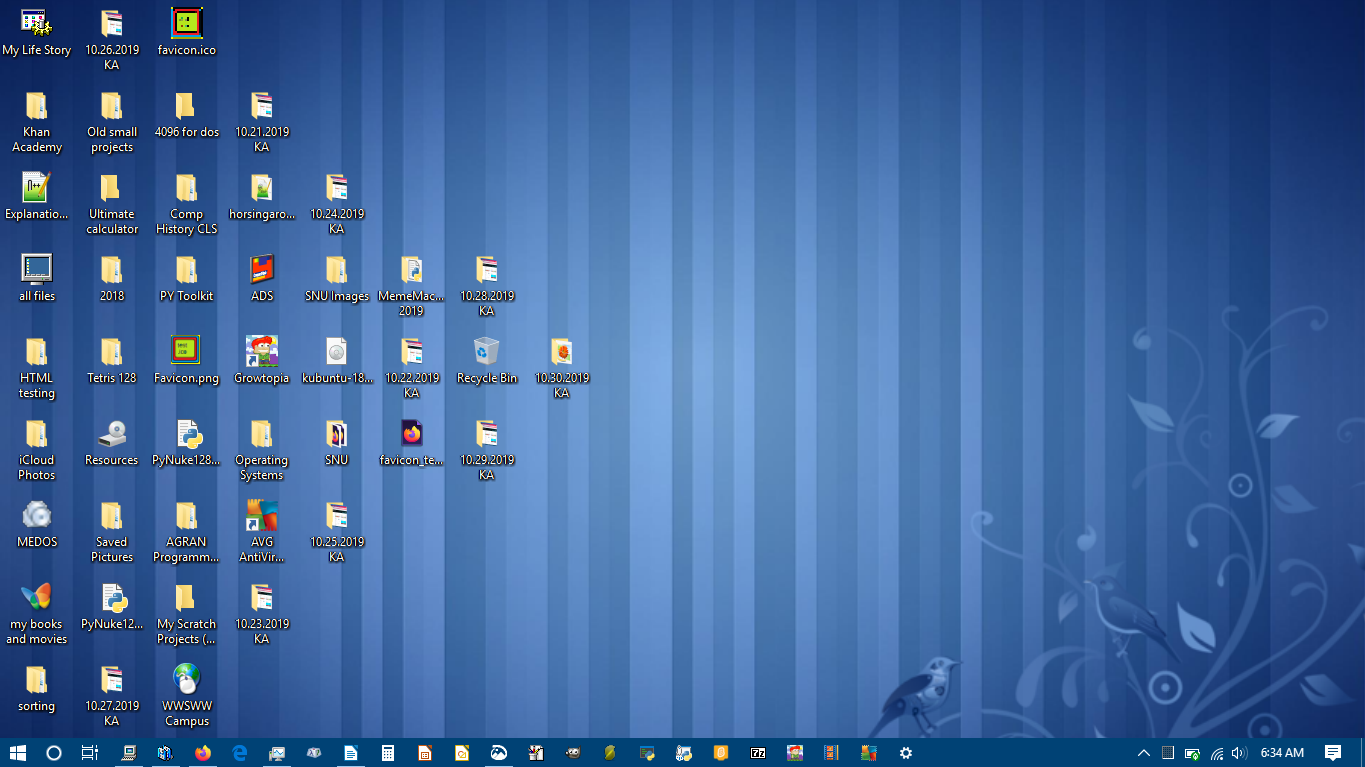 My Life Story
10.26.2019
KA
favicon.ico
Khan
Academy
Old small
projects
4096 for dos
10.21.2019
KA
Explanatio...
Ultimate
calculator
Comp
History CLS
horsingaro...
10.24.2019
KA
all files
2018
PY Toolkit
ADS
SNU Images
MemeMac...
2019
10.28.2019
KA
HTML
testing
Tetris 128
Favicon.png
Growtopia
kubuntu-18...
10.22.2019
KA
Recycle Bin
10.30.2019
KA
iCloud
Photos
Resources
PyNuke128...
Operating
Systems
SNU
favicon_te...
10.29.2019
KA
MEDOS
Saved
Pictures
AGRAN
Programm...
AVG
AntiVir...
10.25.2019
KA
my books
and movies
PyNuke12...
My Scratch
Projects (...
10.23.2019
KA
sorting
10.27.2019
KA
WWSWW
Campus
7z
6:34 AM